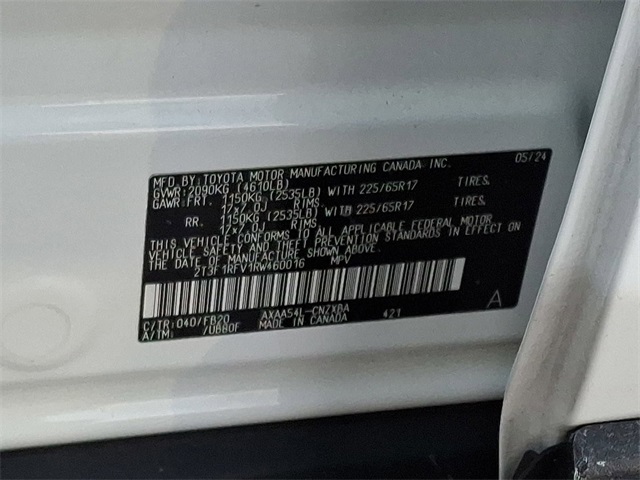 MFD. BY: TOYOTA MOTOR MANUFACTURING CANADA INC. 05/24
GVWR: 2090KG (4610LB)
GAWR: FRT. 1150KG (2535LB) WITH 225/65R17 TIRES,
17x7.0J RIMS
RR. 1150KG (2535LB) WITH 225/65R17 TIRES,
17x7.0J RIMS
THIS VEHICLE CONFORMS TO ALL APPLICABLE FEDERAL MOTOR
VEHICLE SAFETY AND THEFT PREVENTION STANDARDS IN EFFECT ON
THE DATE OF MANUFACTURE SHOWN ABOVE.
2T3F1RFV1RW460016 MPV
A
C/TR: 040/FB20 AXAA54L-CNZXBA 421
A/TM: /UB80F MADE IN CANADA